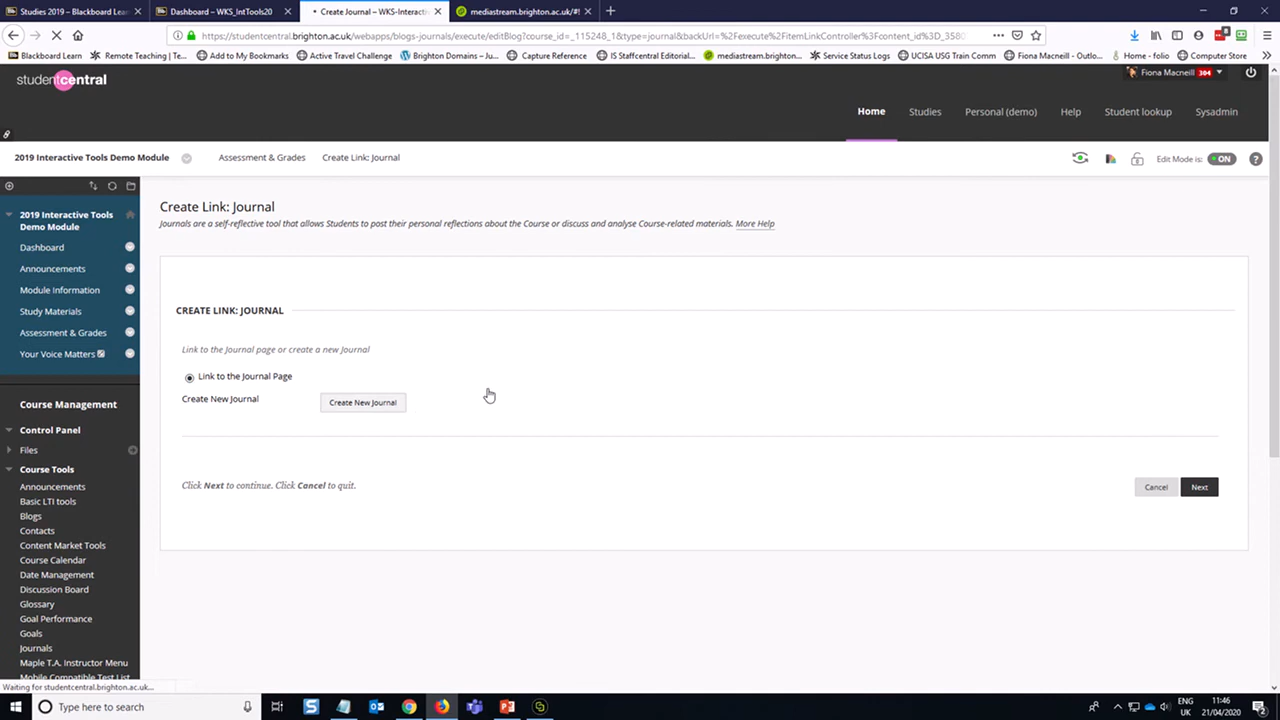 Studies 2019 – Blackboard Lea
Dashboard – WKS_IntTools20
Create Journal – WKS-Interacti
mediastream.brighton.ac.uk/#!
https://studentcentral.brighton.ac.uk/webapps/blogs-journals/execute/editBlog?course_id=_115248_1&type=journal&backUrl=%2Fexecute%2FitemLinkController%3Fcontent_id%3D_3580
Blackboard Learn
Remote Teaching | Te...
Add to My Bookmarks
Active Travel Challenge
Brighton Domains – Ju...
Capture Reference
IS Staffcentral Editorial...
mediastream.brighton...
Service Status Logs
UCISA USG Train Comm
Fiona Macneill – Outlo...
Home - folio
Computer Store
studentcentral
Fiona Macneill 304
Home
Studies
Personal (demo)
Help
Student lookup
Sysadmin
2019 Interactive Tools Demo Module
Assessment & Grades
Create Link: Journal
Edit Mode is: ON
2019 Interactive Tools
Demo Module
Dashboard
Announcements
Module Information
Study Materials
Assessment & Grades
Your Voice Matters
Course Management
Control Panel
Files
Course Tools
Announcements
Basic LTI tools
Blogs
Contacts
Content Market Tools
Course Calendar
Date Management
Discussion Board
Glossary
Goal Performance
Goals
Journals
Maple T.A. Instructor Menu
Mobile Compatible Test List
Create Link: Journal
Journals are a self-reflective tool that allows Students to post their personal reflections about the Course or discuss and analyse Course-related materials. More Help
CREATE LINK: JOURNAL
Link to the Journal page or create a new Journal
Link to the Journal Page
Create New Journal
Create New Journal
Click Next to continue. Click Cancel to quit.
Cancel
Next
Waiting for studentcentral.brighton.ac.uk...
Type here to search
ENG
UK
11:46
21/04/2020
2